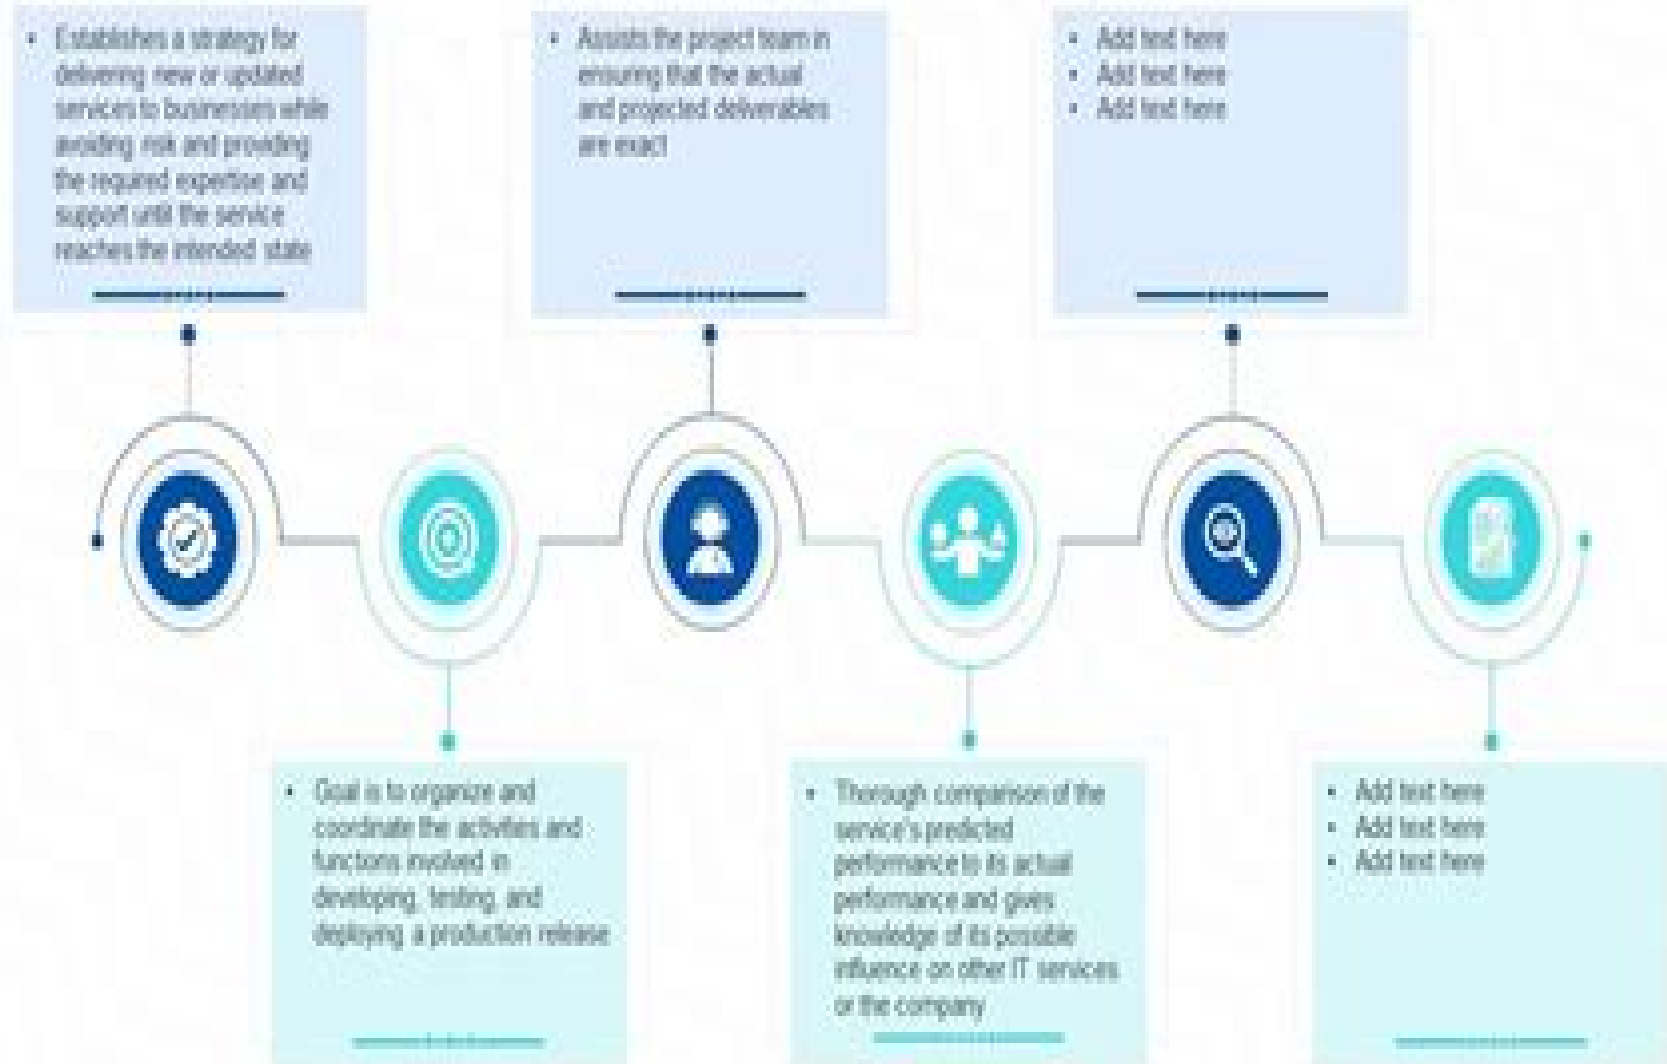 • Establishes a strategy for
delivering new or updated
services to businesses while
avoiding risk and providing
the required expertise and
support until the service
reaches the intended state
• Assists the project team in
ensuring that the actual
and projected deliverables
are exact
• Add text here
• Add text here
• Add text here
• Goal is to organize and
coordinate the activities and
functions involved in
developing, testing, and
deploying a production release
• Thorough comparison of the
service's predicted
performance to its actual
performance and gives
knowledge of its possible
influence on other IT services
or the company
• Add text here
• Add text here
• Add text here